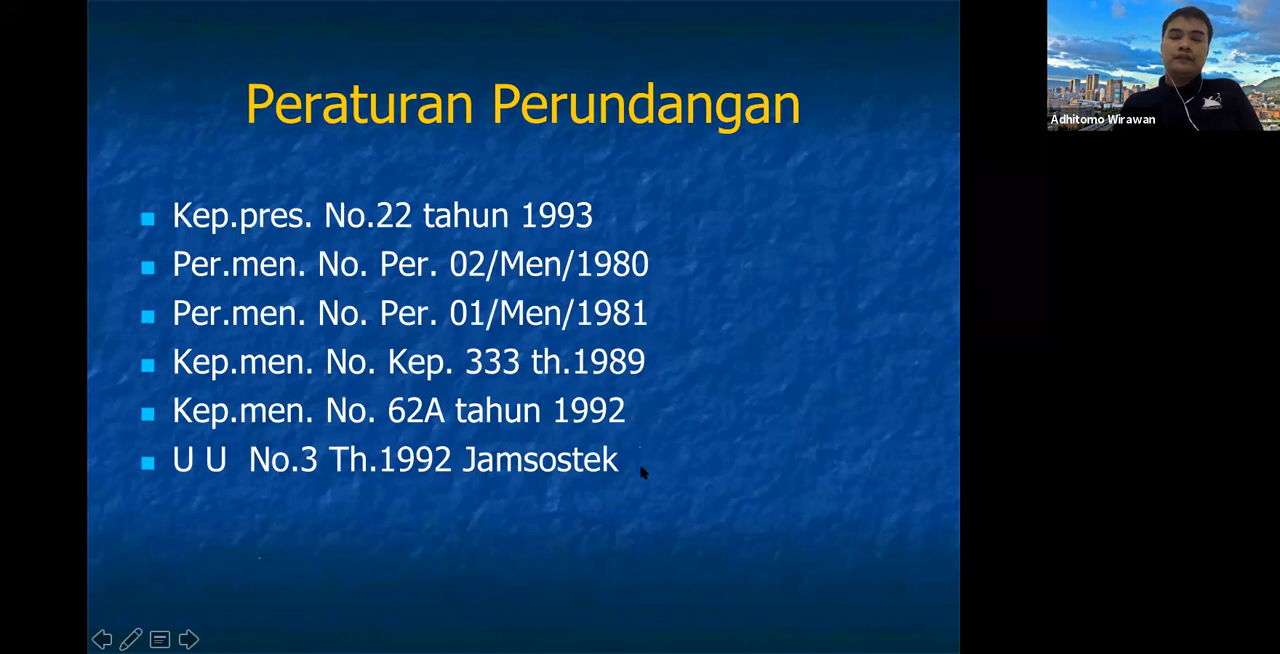 Peraturan Perundangan
Kep.pres. No.22 tahun 1993
Per.men. No. Per. 02/Men/1980
Per.men. No. Per. 01/Men/1981
Kep.men. No. Kep. 333 th.1989
Kep.men. No. 62A tahun 1992
U U No.3 Th.1992 Jamsostek
Adhitomo Wirawan